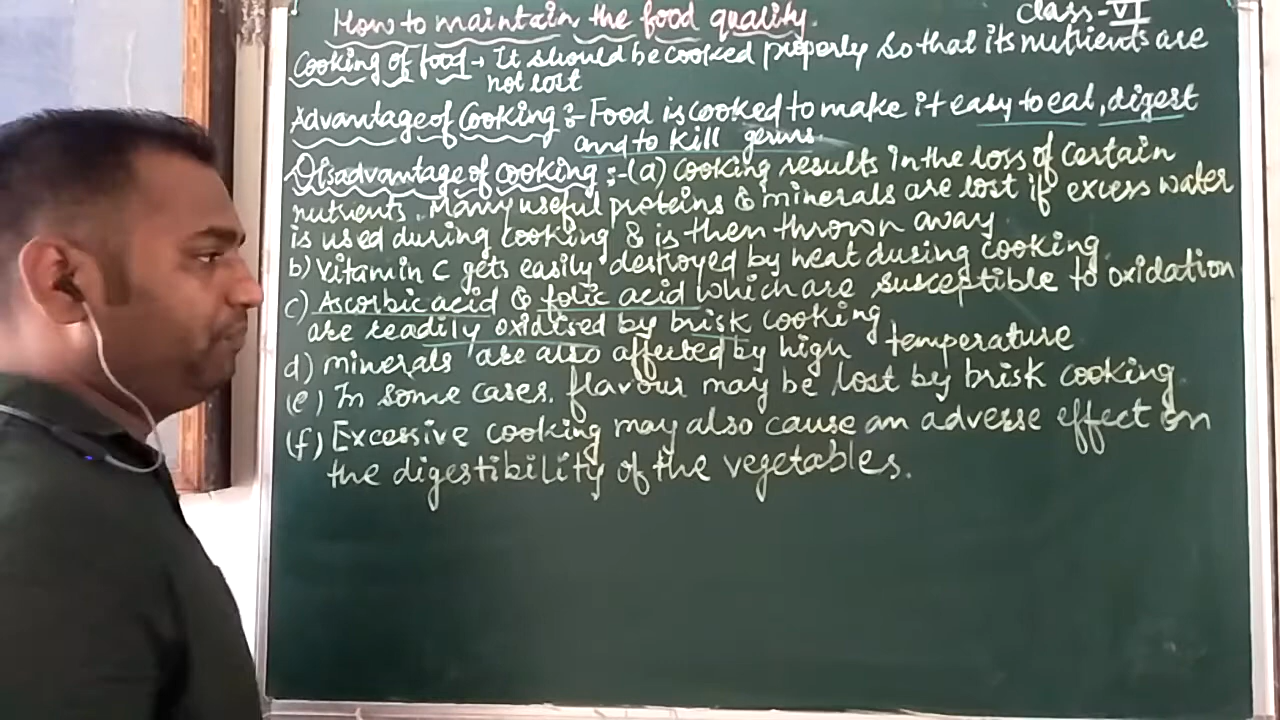 How to maintain the food quality.
Class-VI
Cooking of food → It should be cooked properly so that its nutrients are
not lost
Advantage of Cooking :- Food is cooked to make it easy to eat, digest
and to kill germs.
Disadvantage of cooking :- (a) Cooking results in the loss of certain
nutrients. Many useful proteins & minerals are lost if excess water
is used during cooking & is then thrown away
b) Vitamin C gets easily destroyed by heat during cooking.
c) Ascorbic acid & folic acid which are susceptible to oxidation
are readily oxidised by brisk cooking
d) minerals are also affected by high temperature
(e) In some cases. flavour may be lost by brisk cooking
(f) Excessive cooking may also cause an adverse effect on
the digestibility of the vegetables.